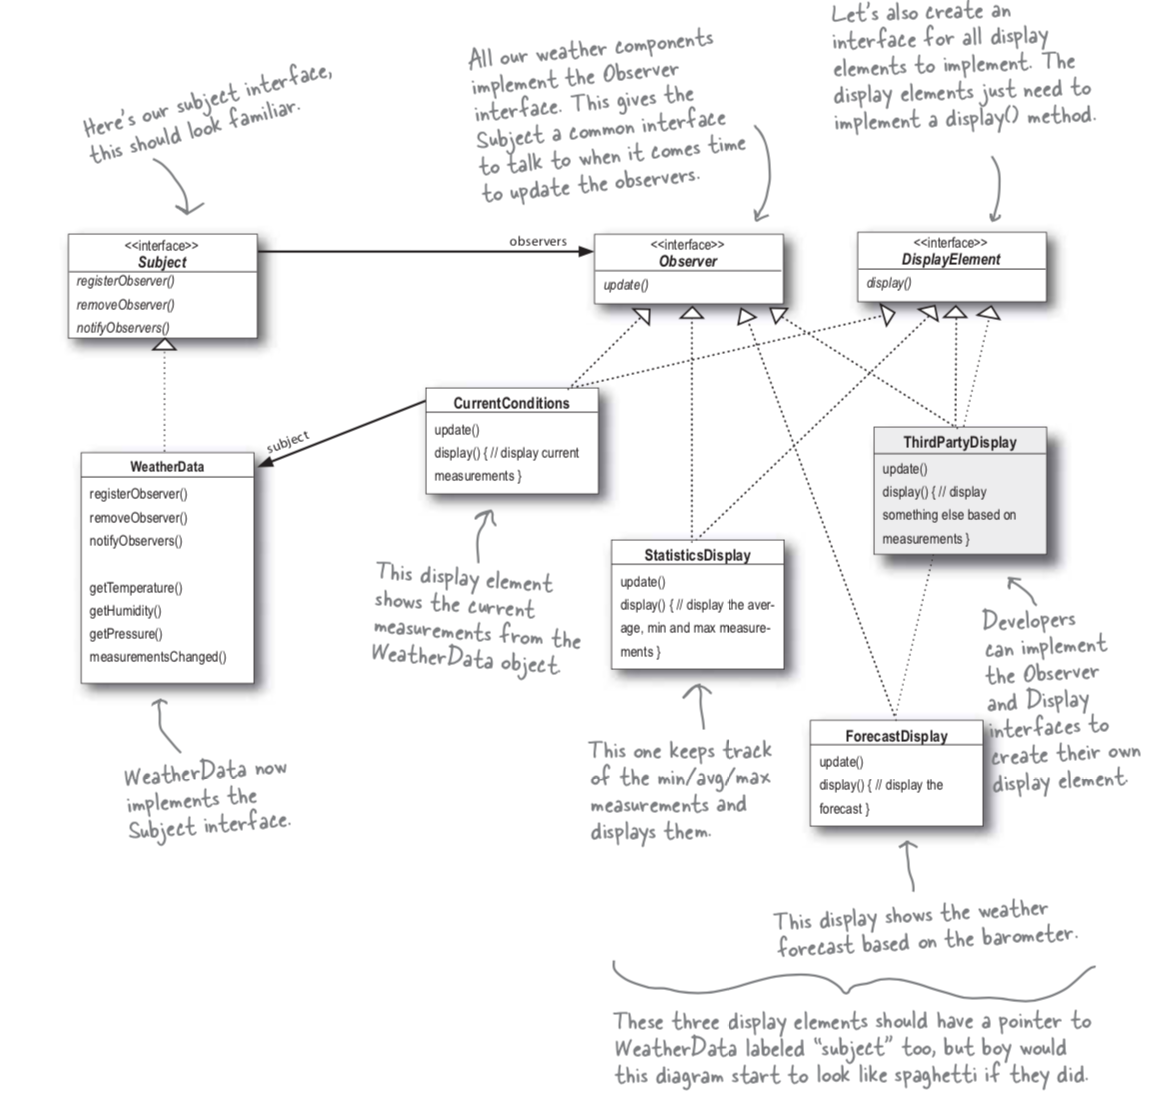 Here's our subject interface,
this should look familiar.
All our weather components
implement the Observer
interface. This gives the
Subject a common interface
to talk to when it comes time
to update the observers.
Let's also create an
interface for all display
elements to implement. The
display elements just need to
implement a display() method.
<<interface>>
Subject
registerObserver()
removeObserver()
notifyObservers()
observers
<<interface>>
Observer
update()
<<interface>>
DisplayElement
display()
subject
WeatherData
registerObserver()
removeObserver()
notifyObservers()
getTemperature()
getHumidity()
getPressure()
measurementsChanged()
CurrentConditions
update()
display() { // display current
measurements }
ThirdPartyDisplay
update()
display() { // display
something else based on
measurements }
StatisticsDisplay
update()
display() { // display the aver-
age, min and max measure-
ments }
This display element
shows the current
measurements from the
WeatherData object
Developers
can implement
the Observer
and Display
interfaces to
create their own
display element
ForecastDisplay
update()
display() { // display the
forecast }
WeatherData now
implements the
Subject interface.
This one keeps track
of the min/avg/max
measurements and
displays them.
This display shows the weather
forecast based on the barometer.
These three display elements should have a pointer to
WeatherData labeled “subject” too, but boy would
this diagram start to look like spaghetti if they did.